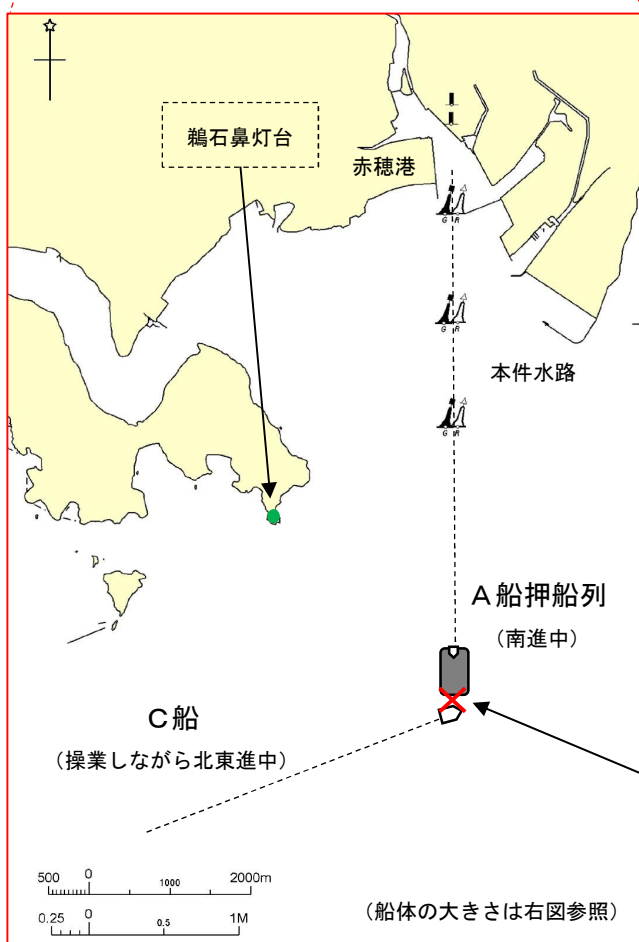 鵜石鼻灯台
赤穂港
G R
G R
本件水路
G R
A船押船列
(南進中)
C船
(操業しながら北東進中)
500 0 1000 2000m
0.25 0 0.5 1M
(船体の大きさは右図参照)